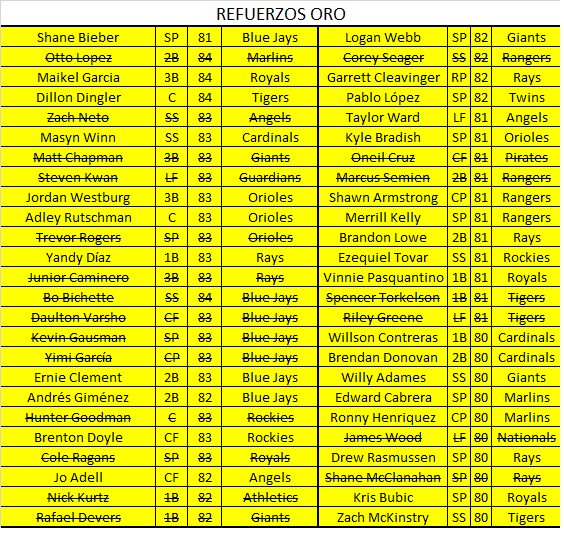 REFUERZOS ORO
Shane Bieber SP 81 Blue Jays Logan Webb SP 82 Giants
Otto Lopez 2B 84 Marlins Corey Seager SS 82 Rangers
Maikel Garcia 3B 84 Royals Garrett Cleavinger RP 82 Rays
Dillon Dingler C 84 Tigers Pablo López SP 82 Twins
Zach Neto SS 83 Angels Taylor Ward LF 81 Angels
Masyn Winn SS 83 Cardinals Kyle Bradish SP 81 Orioles
Matt Chapman 3B 83 Giants Oneil Cruz CF 81 Pirates
Steven Kwan LF 83 Guardians Marcus Semien 2B 81 Rangers
Jordan Westburg 3B 83 Orioles Shawn Armstrong CP 81 Rangers
Adley Rutschman C 83 Orioles Merrill Kelly SP 81 Rangers
Trevor Rogers SP 83 Orioles Brandon Lowe 2B 81 Rays
Yandy Díaz 1B 83 Rays Ezequiel Tovar SS 81 Rockies
Junior Caminero 3B 83 Rays Vinnie Pasquantino 1B 81 Royals
Bo Bichette SS 84 Blue Jays Spencer Torkelson 1B 81 Tigers
Daulton Varsho CF 83 Blue Jays Riley Greene LF 81 Tigers
Kevin Gausman SP 83 Blue Jays Willson Contreras 1B 80 Cardinals
Yimi García CP 83 Blue Jays Brendan Donovan 2B 80 Cardinals
Ernie Clement 2B 83 Blue Jays Willy Adames SS 80 Giants
Andrés Giménez 2B 82 Blue Jays Edward Cabrera SP 80 Marlins
Hunter Goodman C 83 Rockies Ronny Henriquez CP 80 Marlins
Brenton Doyle CF 83 Rockies James Wood LF 80 Nationals
Cole Ragans SP 83 Royals Drew Rasmussen SP 80 Rays
Jo Adell CF 82 Angels Shane McClanahan SP 80 Rays
Nick Kurtz 1B 82 Athletics Kris Bubic SP 80 Royals
Rafael Devers 1B 82 Giants Zach McKinstry SS 80 Tigers